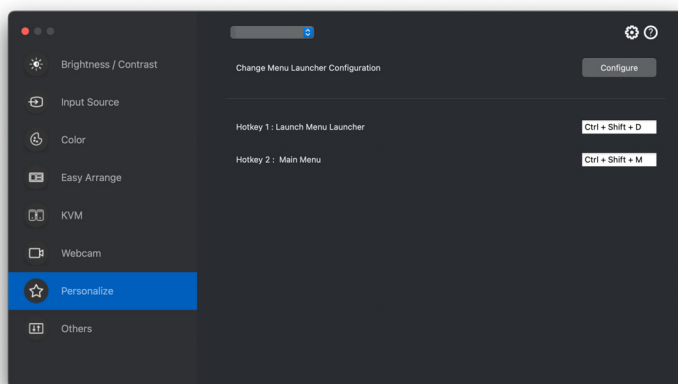 Brightness / Contrast
Input Source
Color
Easy Arrange
KVM
Webcam
Personalize
Others
Change Menu Launcher Configuration
Configure
Hotkey 1 : Launch Menu Launcher
Ctrl + Shift + D
Hotkey 2 : Main Menu
Ctrl + Shift + M